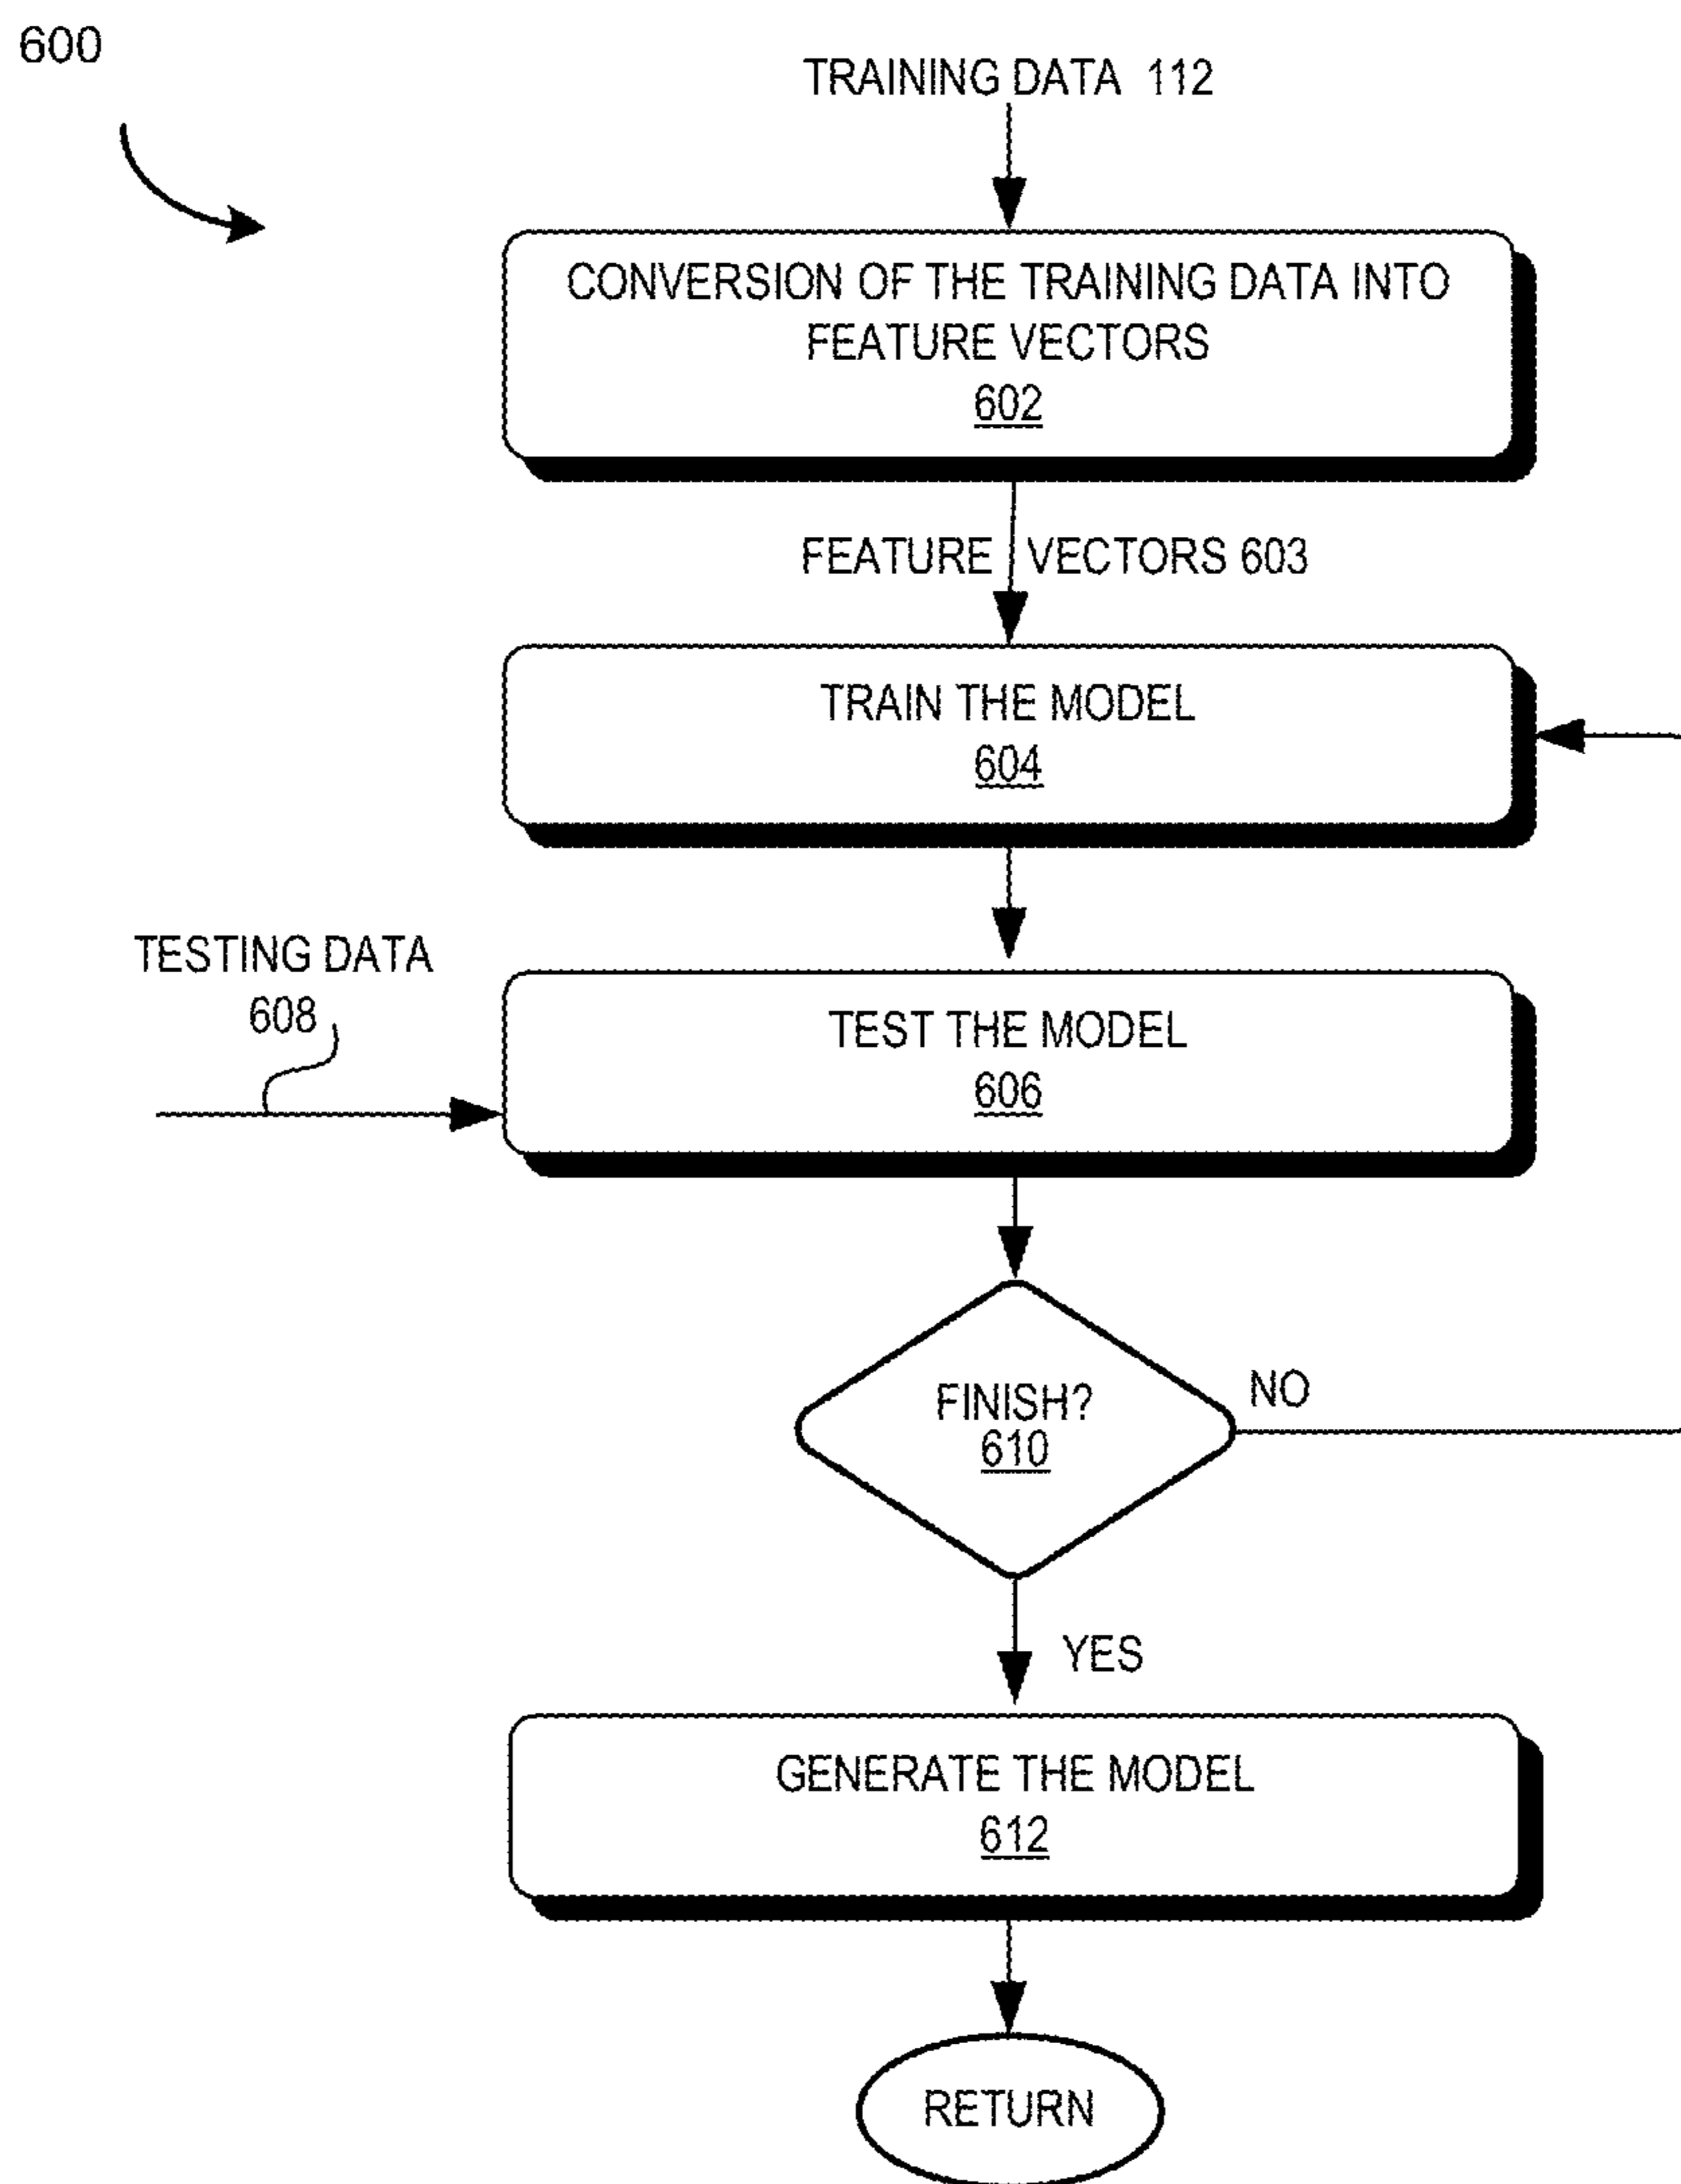 600
TRAINING DATA 112
CONVERSION OF THE TRAINING DATA INTO
FEATURE VECTORS
602
FEATURE VECTORS 603
TRAIN THE MODEL
604
TESTING DATA
608
TEST THE MODEL
606
FINISH?
610
NO
YES
GENERATE THE MODEL
612
RETURN